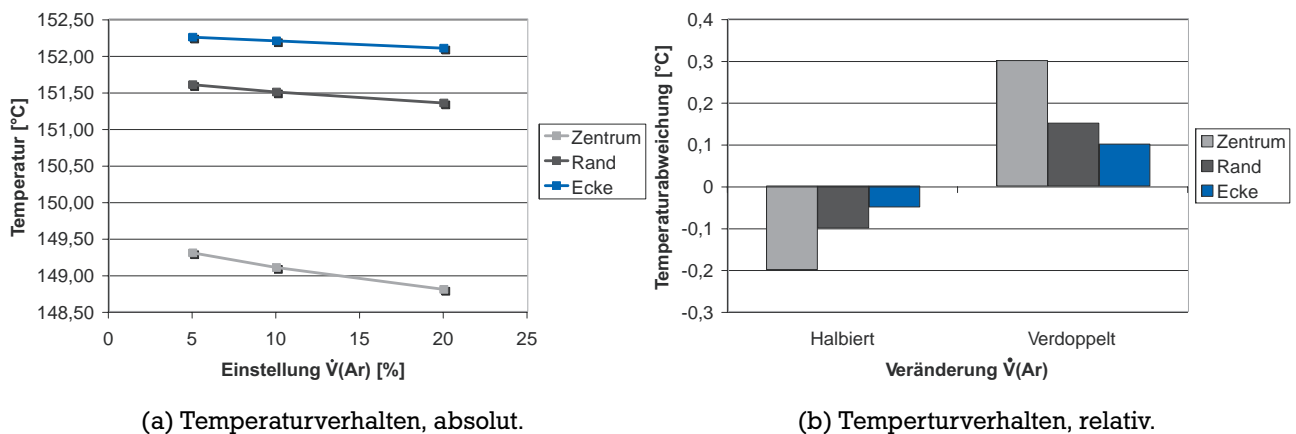 152,50
152,00
151,50
151,00
150,50
150,00
149,50
149,00
148,50
Temperatur [°C]
0
5
10
15
20
25
Einstellung V̇(Ar) [%]
Zentrum
Rand
Ecke
(a) Temperaturverhalten, absolut.
0,4
0,3
0,2
0,1
0
-0,1
-0,2
-0,3
Temperaturabweichung [°C]
Halbiert
Verdoppelt
Veränderung V̇(Ar)
Zentrum
Rand
Ecke
(b) Temperturverhalten, relativ.